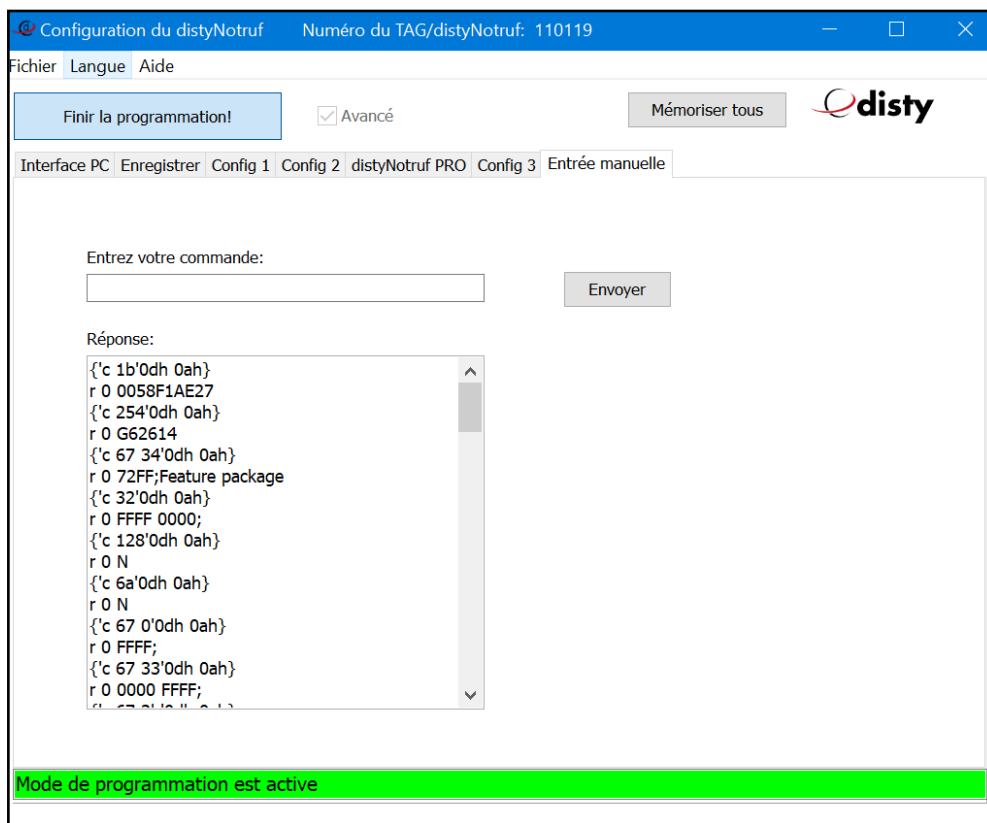 Configuration du distyNotruf Numéro du TAG/distyNotruf: 110119
Fichier Langue Aide
Finir la programmation!
Avancé
Mémoriser tous
disty
Interface PC Enregistrer Config 1 Config 2 distyNotruf PRO Config 3 Entrée manuelle
Entrez votre commande:
Envoyer
Réponse:
{'c 1b'0dh 0ah}
r 0 0058F1AE27
{'c 254'0dh 0ah}
r 0 G62614
{'c 67 34'0dh 0ah}
r 0 72FF;Feature package
{'c 32'0dh 0ah}
r 0 FFFF 0000;
{'c 128'0dh 0ah}
r 0 N
{'c 6a'0dh 0ah}
r 0 N
{'c 67 0'0dh 0ah}
r 0 FFFF;
{'c 67 33'0dh 0ah}
r 0 0000 FFFF;
Mode de programmation est active